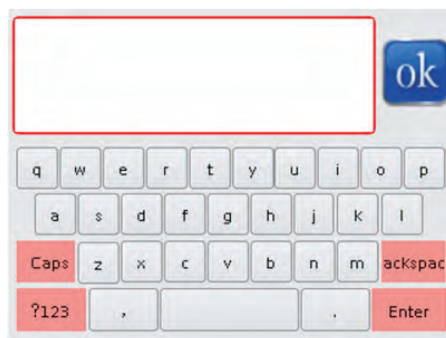 ok
q w e r t y u i o p
a s d f g h j k l
Caps z x c v b n m ackspac
?123 , .  Enter